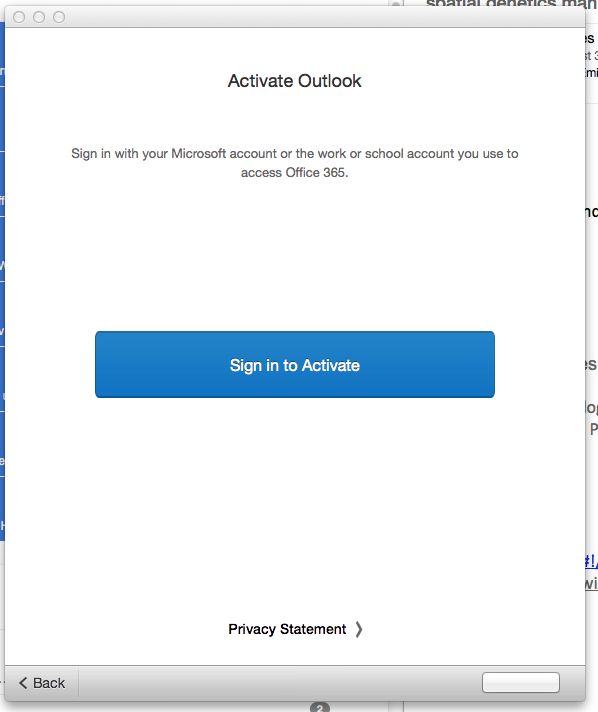 spatial genetics man
Activate Outlook
Sign in with your Microsoft account or the work or school account you use to
access Office 365.
Sign in to Activate
Privacy Statement
Back
2